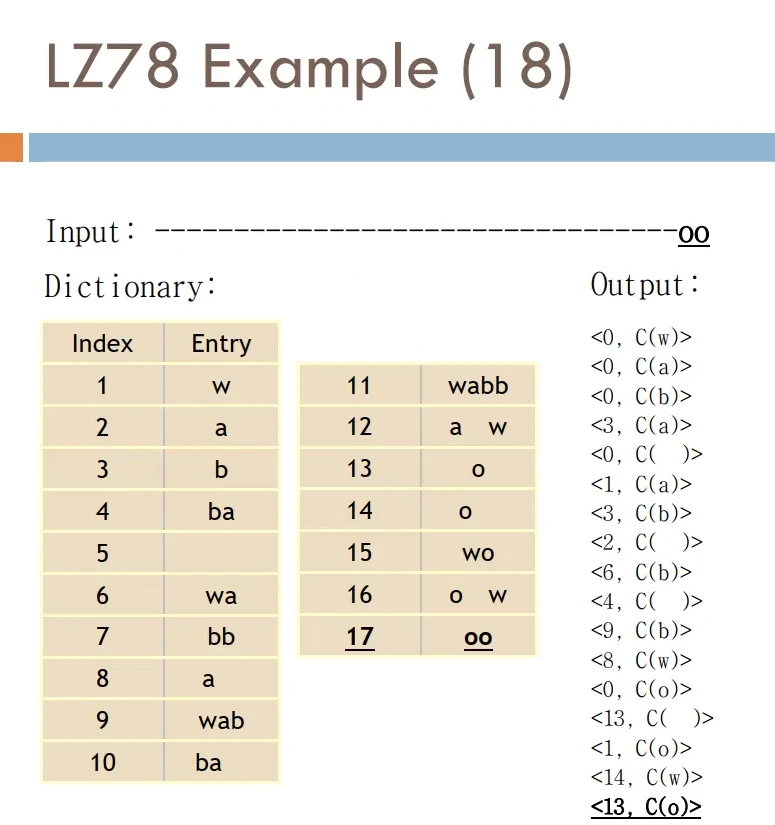 LZ78 Example (18)
Input: ---------------------------------oo
Dictionary:
Index Entry
1 w
2 a
3 b
4 ba
5
6 wa
7 bb
8 a
9 wab
10 ba
11 wabb
12 a w
13 o
14 o
15 wo
16 o w
17 oo
Output:
<0, C(w)>
<0, C(a)>
<0, C(b)>
<3, C(a)>
<0, C( )>
<1, C(a)>
<3, C(b)>
<2, C( )>
<6, C(b)>
<4, C( )>
<9, C(b)>
<8, C(w)>
<0, C(o)>
<13, C( )>
<1, C(o)>
<14, C(w)>
<13, C(o)>